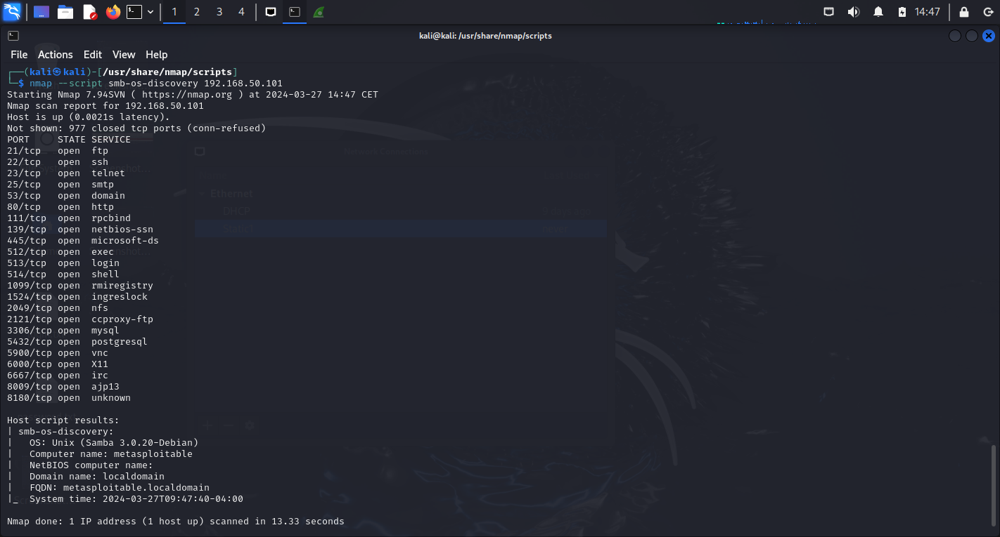 1 2 3 4 14:47
kali@kali: /usr/share/nmap/scripts
File Actions Edit View Help
┌──(kali㉿kali)-[/usr/share/nmap/scripts]
└─$ nmap --script smb-os-discovery 192.168.50.101
Starting Nmap 7.94SVN ( https://nmap.org ) at 2024-03-27 14:47 CET
Nmap scan report for 192.168.50.101
Host is up (0.0021s latency).
Not shown: 977 closed tcp ports (conn-refused)
PORT     STATE SERVICE
21/tcp   open  ftp
22/tcp   open  ssh
23/tcp   open  telnet
25/tcp   open  smtp
53/tcp   open  domain
80/tcp   open  http
111/tcp  open  rpcbind
139/tcp  open  netbios-ssn
445/tcp  open  microsoft-ds
512/tcp  open  exec
513/tcp  open  login
514/tcp  open  shell
1099/tcp open  rmiregistry
1524/tcp open  ingreslock
2049/tcp open  nfs
2121/tcp open  ccproxy-ftp
3306/tcp open  mysql
5432/tcp open  postgresql
5900/tcp open  vnc
6000/tcp open  X11
6667/tcp open  irc
8009/tcp open  ajp13
8180/tcp open  unknown
Host script results:
| smb-os-discovery:
|   OS: Unix (Samba 3.0.20-Debian)
|   Computer name: metasploitable
|   NetBIOS computer name:
|   Domain name: localdomain
|   FQDN: metasploitable.localdomain
|_  System time: 2024-03-27T09:47:40-04:00
Nmap done: 1 IP address (1 host up) scanned in 13.33 seconds
Network Connections
Ethernet
DHCP